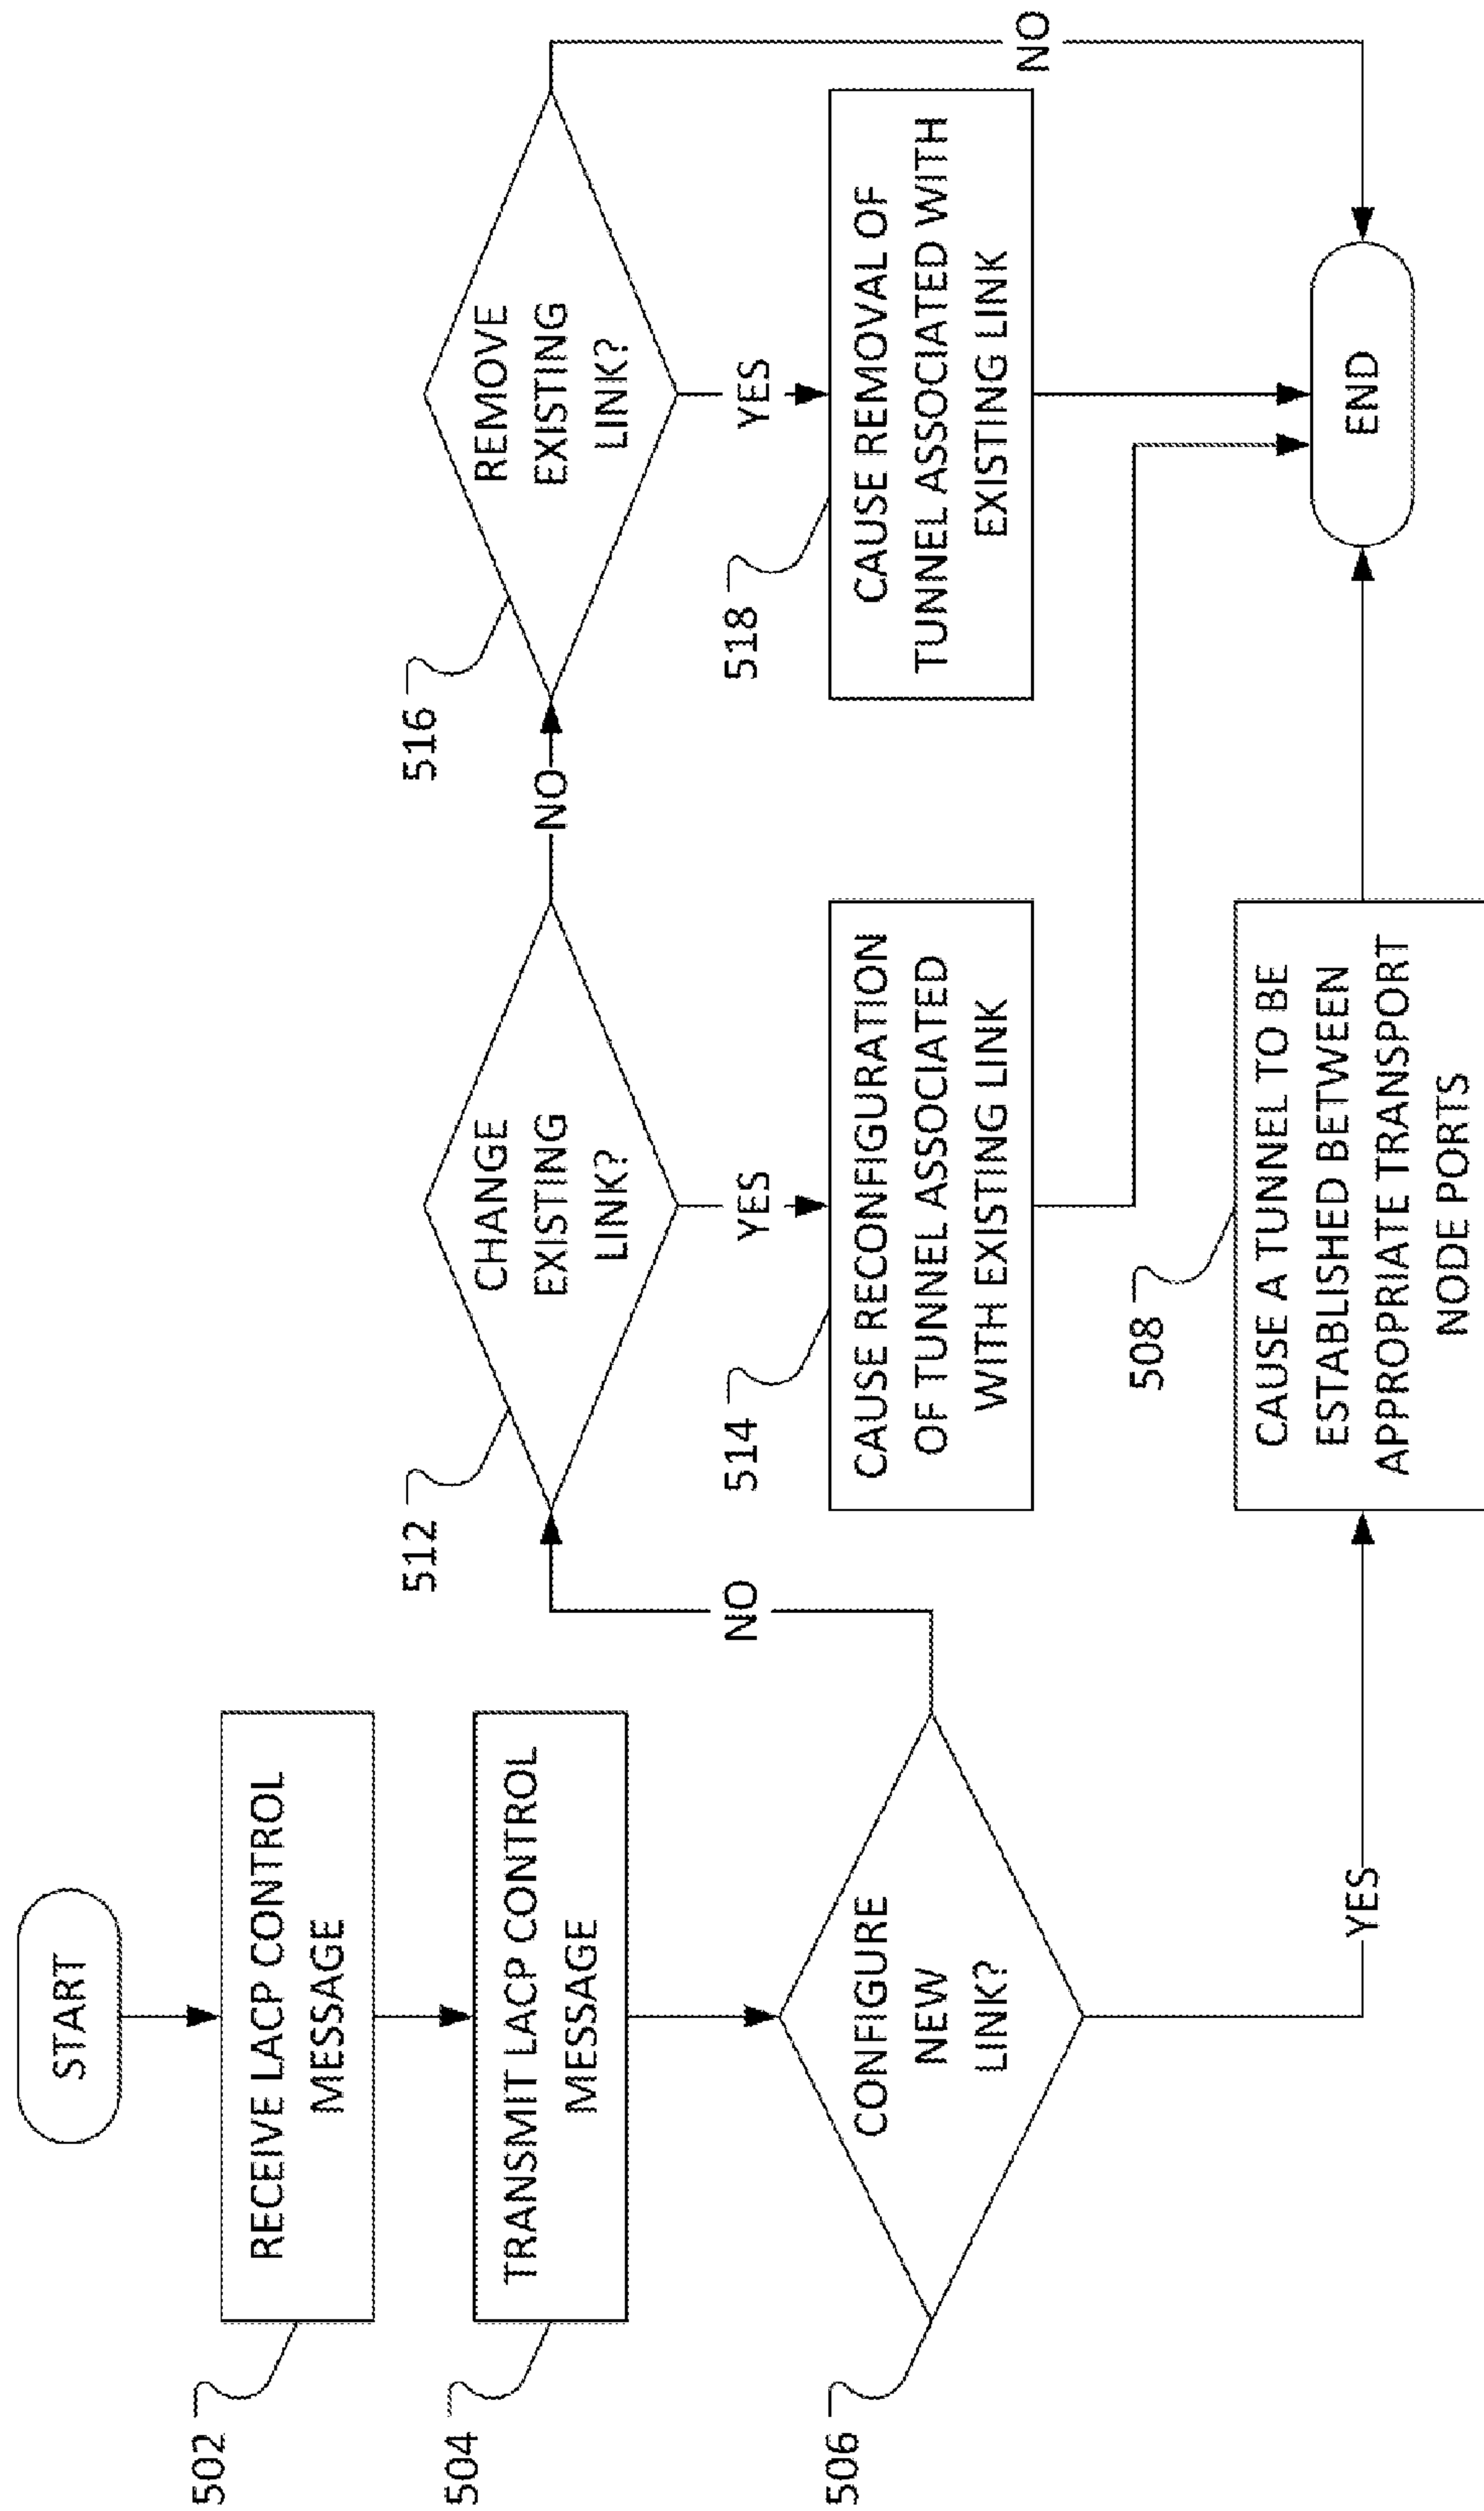 START
502
RECEIVE LACP CONTROL
MESSAGE
504
TRANSMIT LACP CONTROL
MESSAGE
506
CONFIGURE
NEW
LINK?
NO
YES
512
CHANGE
EXISTING
LINK?
NO
YES
514
CAUSE RECONFIGURATION
OF TUNNEL ASSOCIATED
WITH EXISTING LINK
508
CAUSE A TUNNEL TO BE
ESTABLISHED BETWEEN
APPROPRIATE TRANSPORT
NODE PORTS
516
REMOVE
EXISTING
LINK?
YES
NO
518
CAUSE REMOVAL OF
TUNNEL ASSOCIATED WITH
EXISTING LINK
END